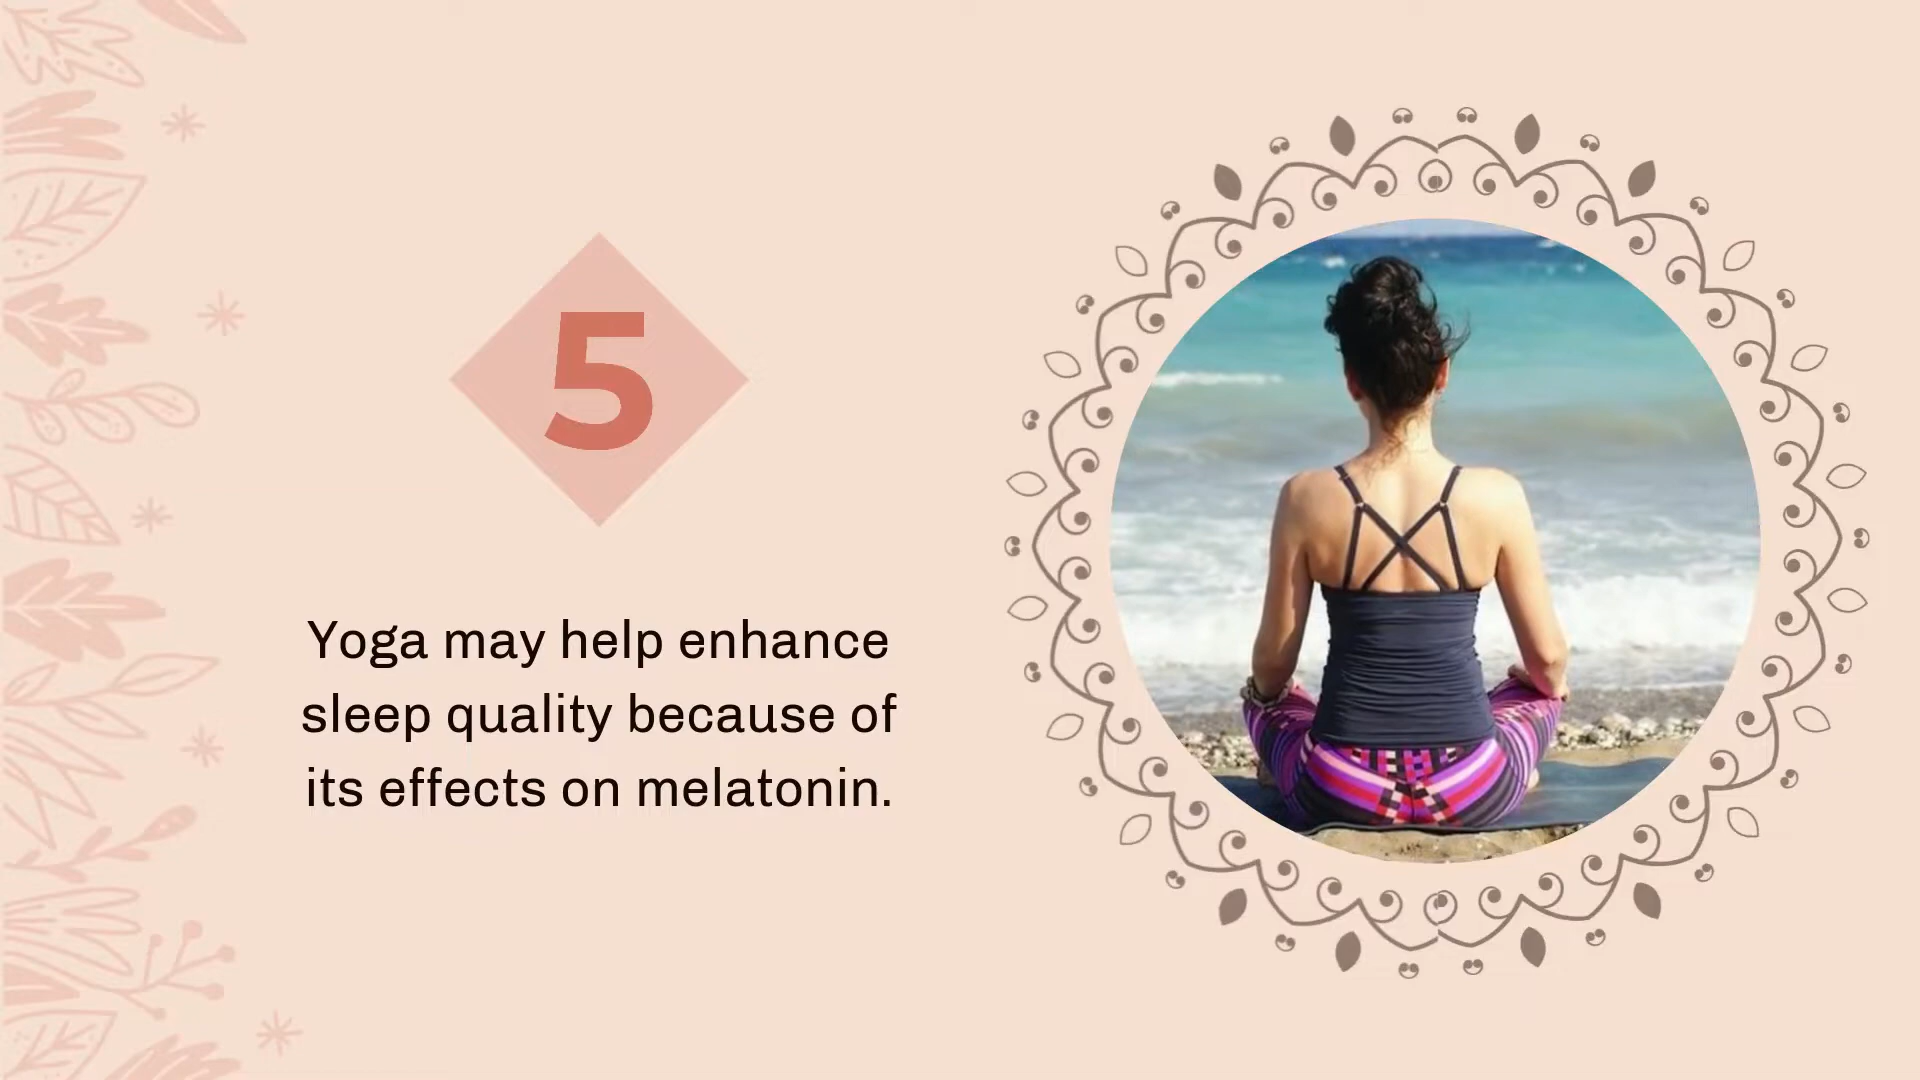 5
Yoga may help enhance
sleep quality because of
its effects on melatonin.